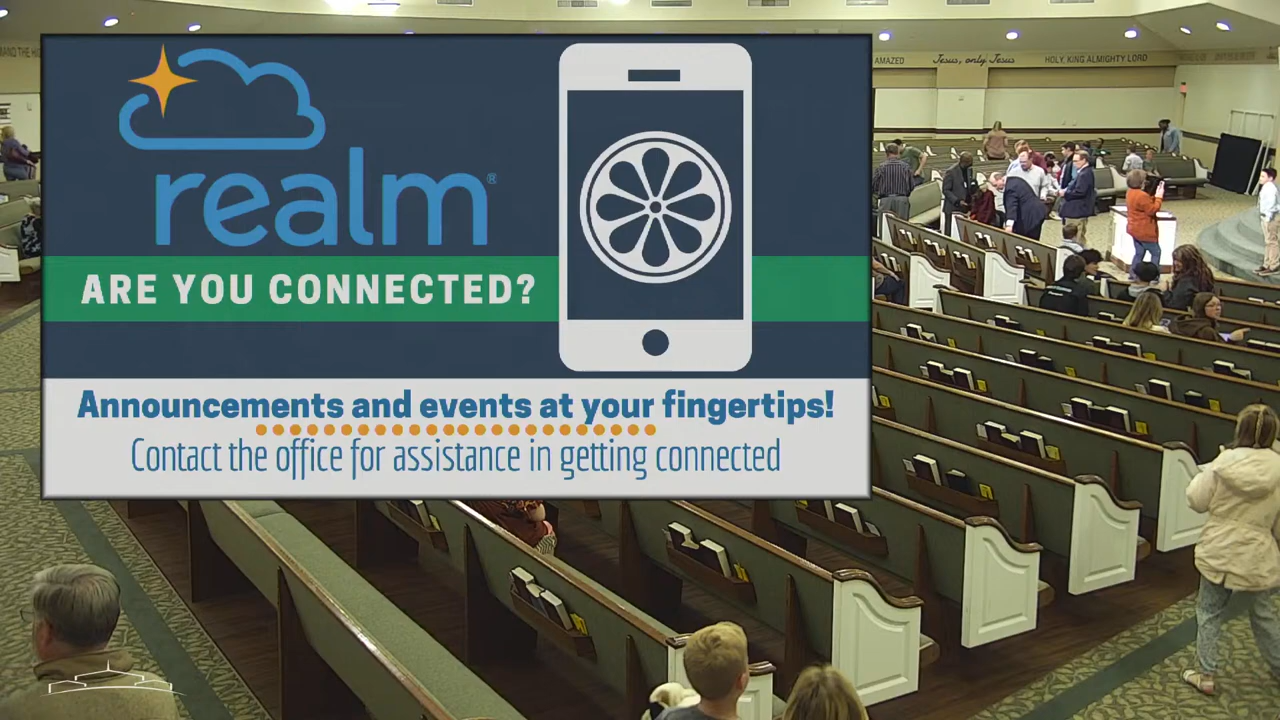 realm®
ARE YOU CONNECTED?
Announcements and events at your fingertips!
Contact the office for assistance in getting connected
AMAZED
Jesus, only Jesus
HOLY, KING ALMIGHTY LORD